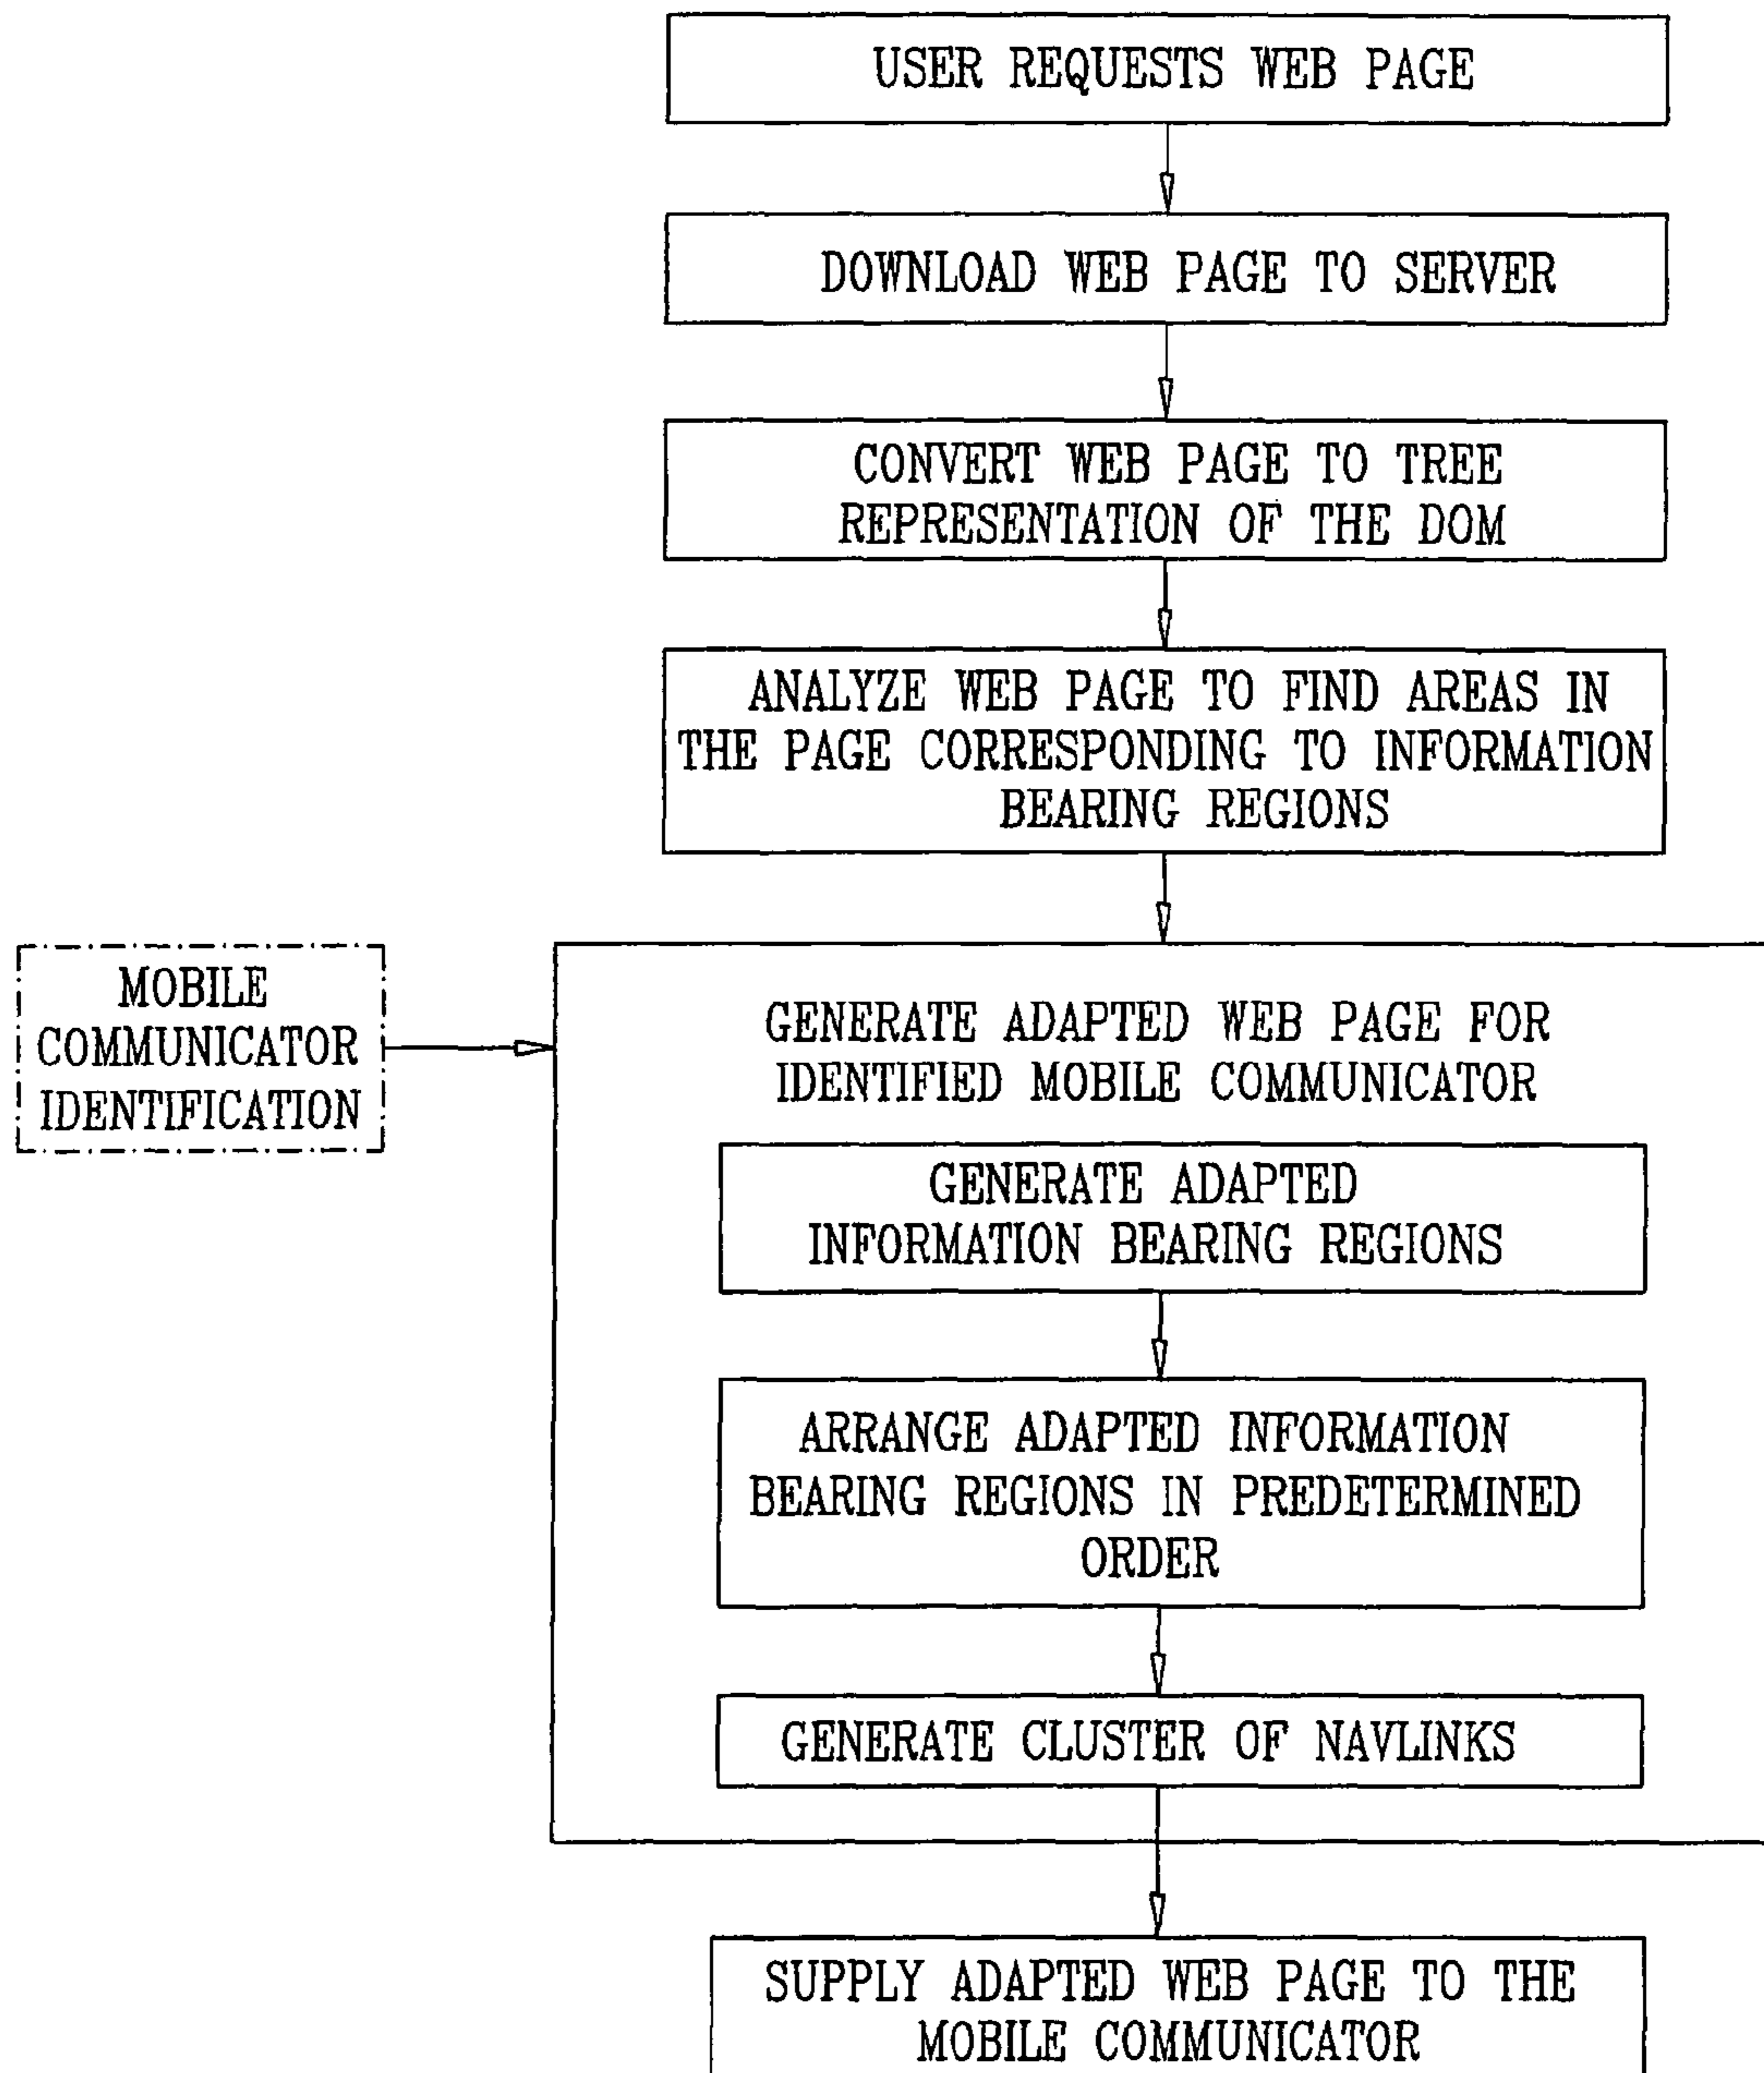 USER REQUESTS WEB PAGE
DOWNLOAD WEB PAGE TO SERVER
CONVERT WEB PAGE TO TREE
REPRESENTATION OF THE DOM
ANALYZE WEB PAGE TO FIND AREAS IN
THE PAGE CORRESPONDING TO INFORMATION
BEARING REGIONS
MOBILE
COMMUNICATOR
IDENTIFICATION
GENERATE ADAPTED WEB PAGE FOR
IDENTIFIED MOBILE COMMUNICATOR
GENERATE ADAPTED
INFORMATION BEARING REGIONS
ARRANGE ADAPTED INFORMATION
BEARING REGIONS IN PREDETERMINED
ORDER
GENERATE CLUSTER OF NAVLINKS
SUPPLY ADAPTED WEB PAGE TO THE
MOBILE COMMUNICATOR